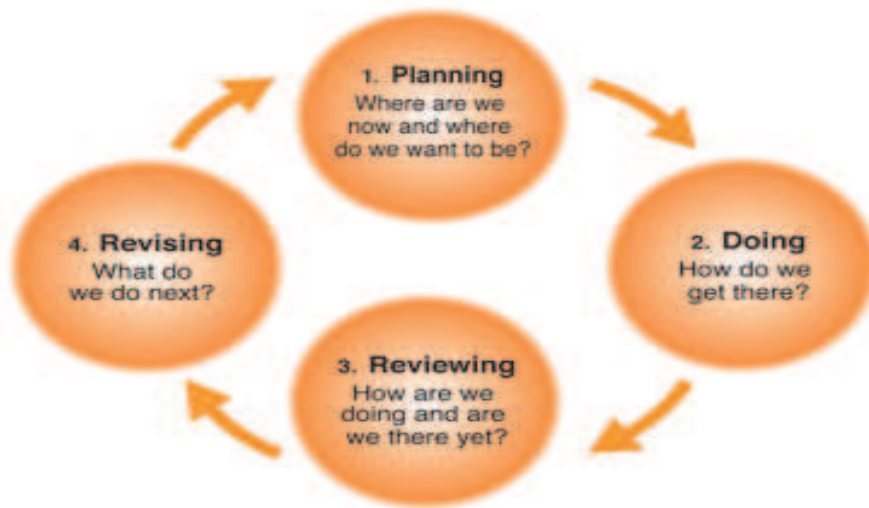 1. Planning
Where are we
now and where
do we want to be?
2. Doing
How do we
get there?
3. Reviewing
How are we
doing and are
we there yet?
4. Revising
What do
we do next?